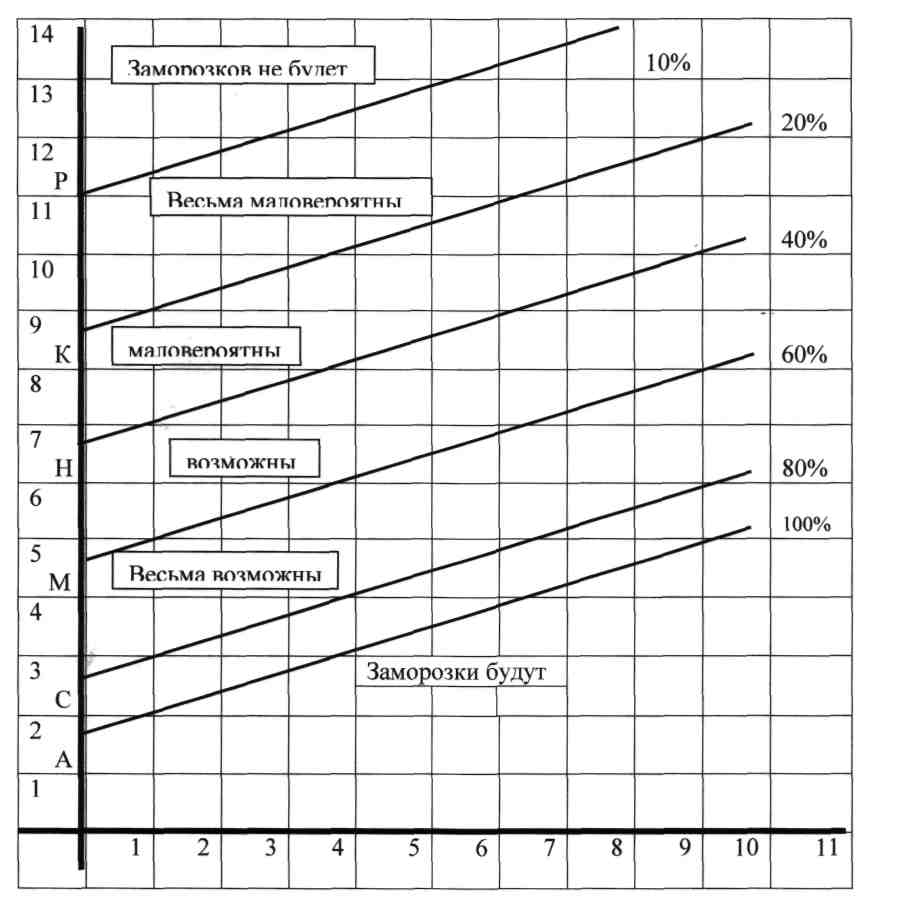 14
Заморозков не будет
10%
13
20%
12
Р
Весьма маловероятны
11
40%
10
9
маловероятны
К
60%
8
7
возможны
Н
80%
6
100%
5
Весьма возможны
М
4
3
Заморозки будут
С
2
А
1
1 2 3 4 5 6 7 8 9 10 11